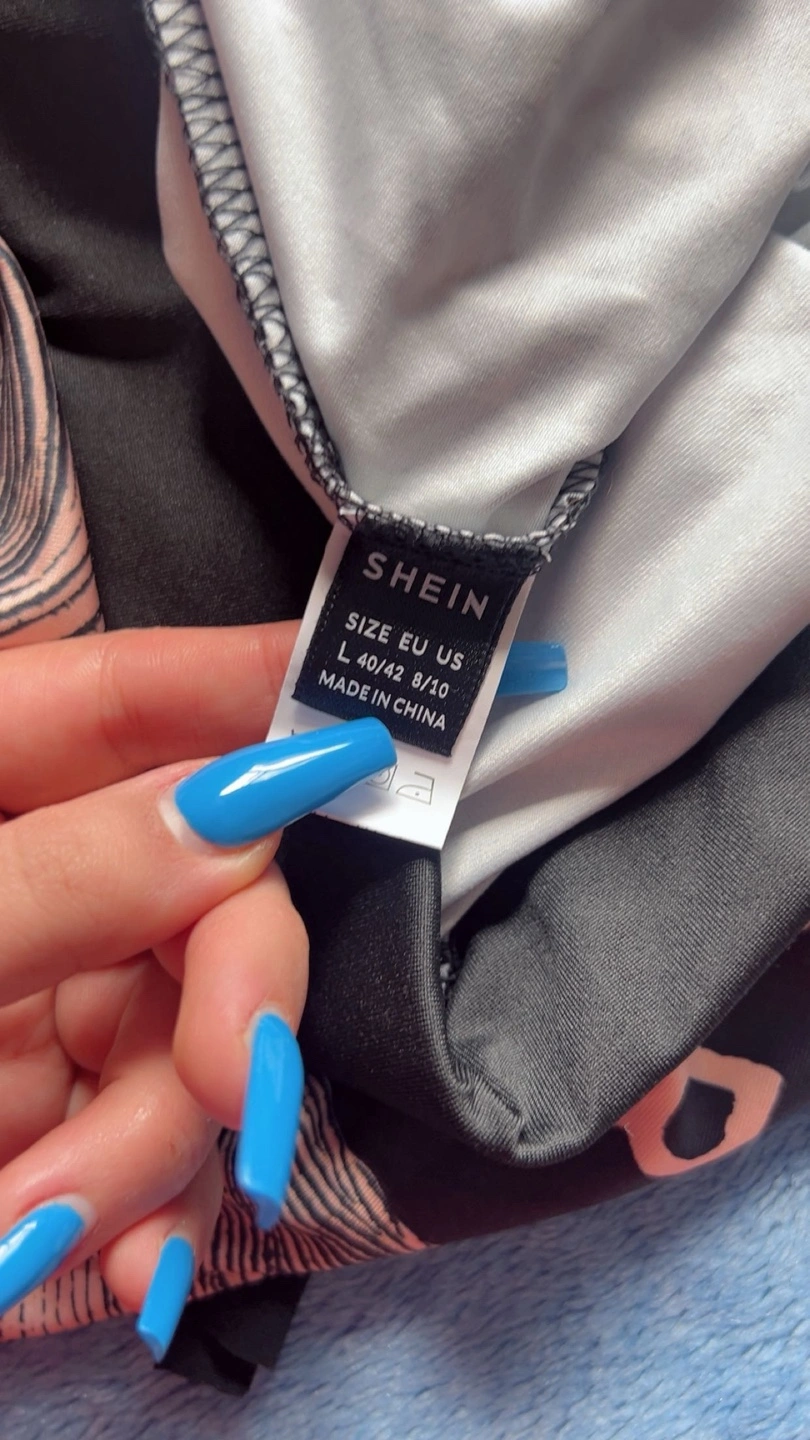 SHEIN
SIZE EU US
L 40/42 8/10
MADE IN CHINA